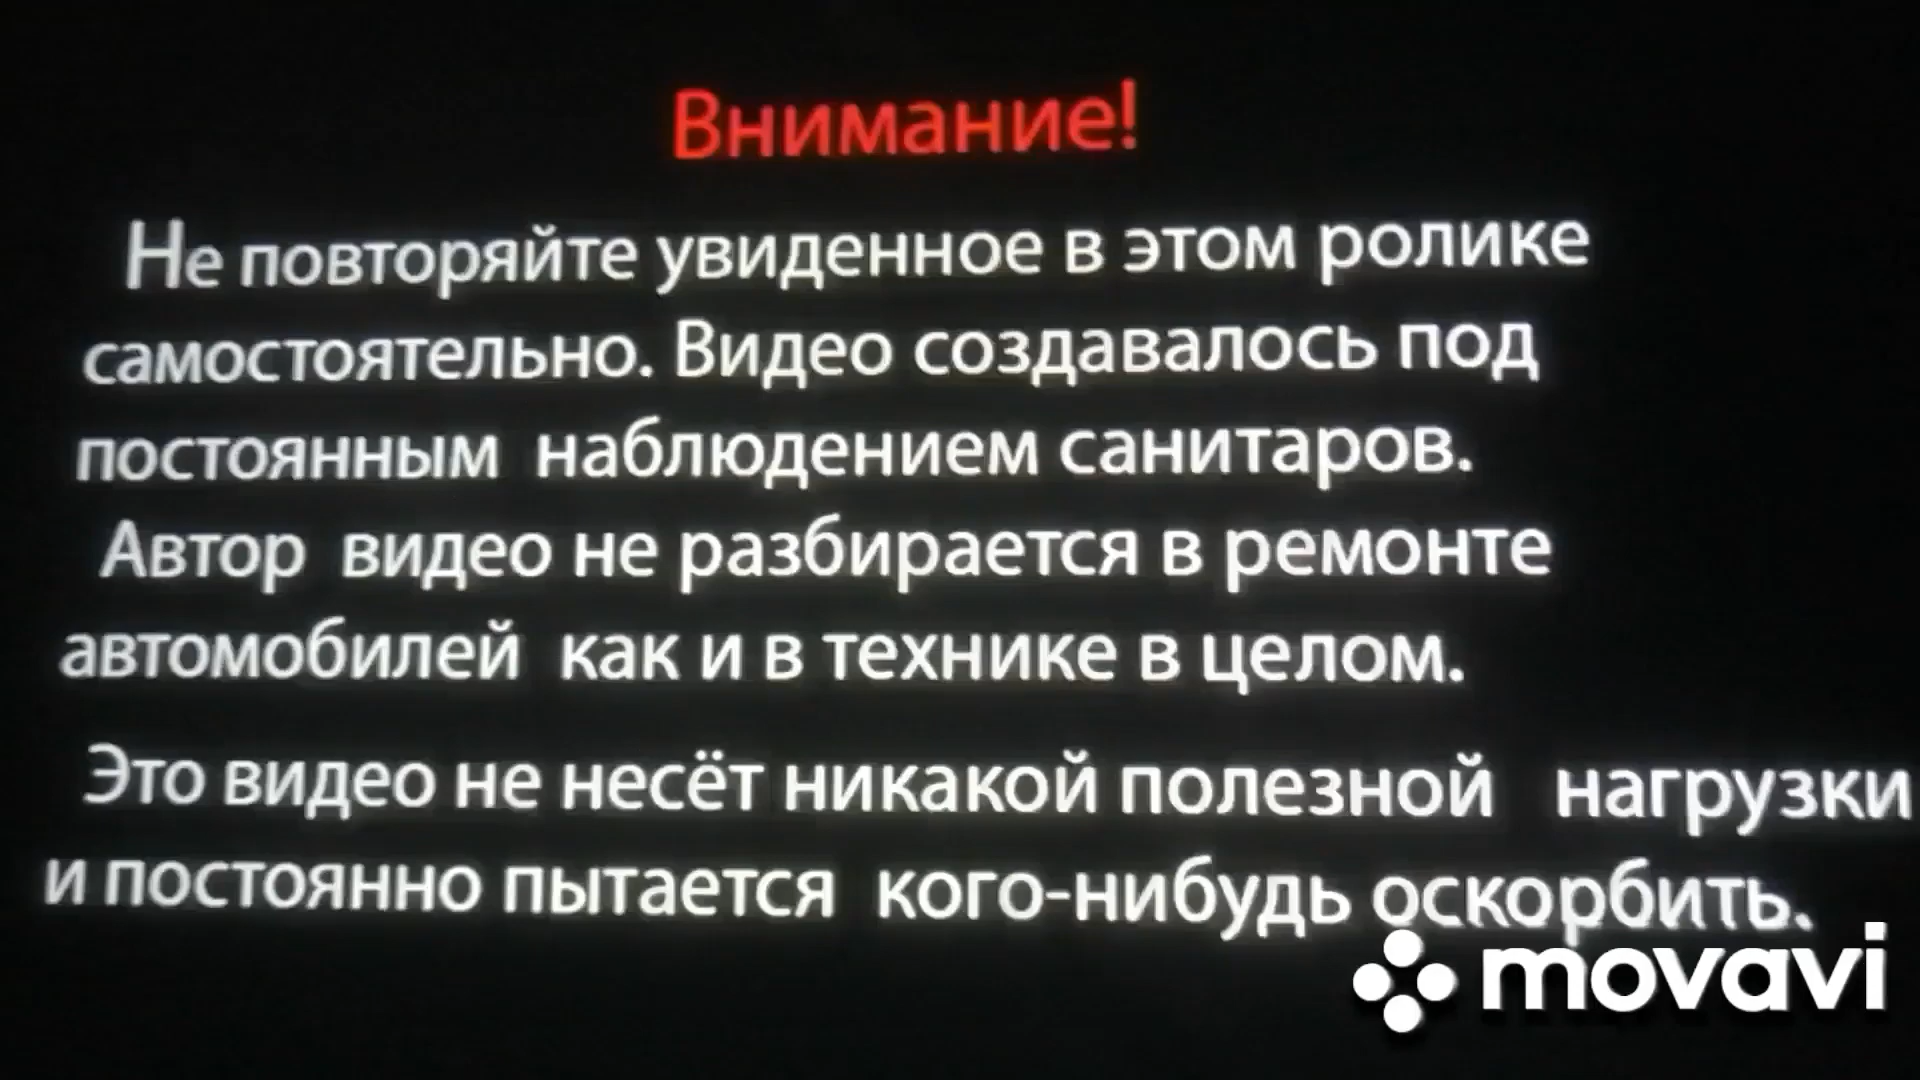 Внимание!
Не повторяйте увиденное в этом ролике
самостоятельно. Видео создавалось под
постоянным наблюдением санитаров.
Автор видео не разбирается в ремонте
автомобилей как и в технике в целом.
Это видео не несёт никакой полезной нагрузки
и постоянно пытается кого-нибудь оскорбить.
movavi